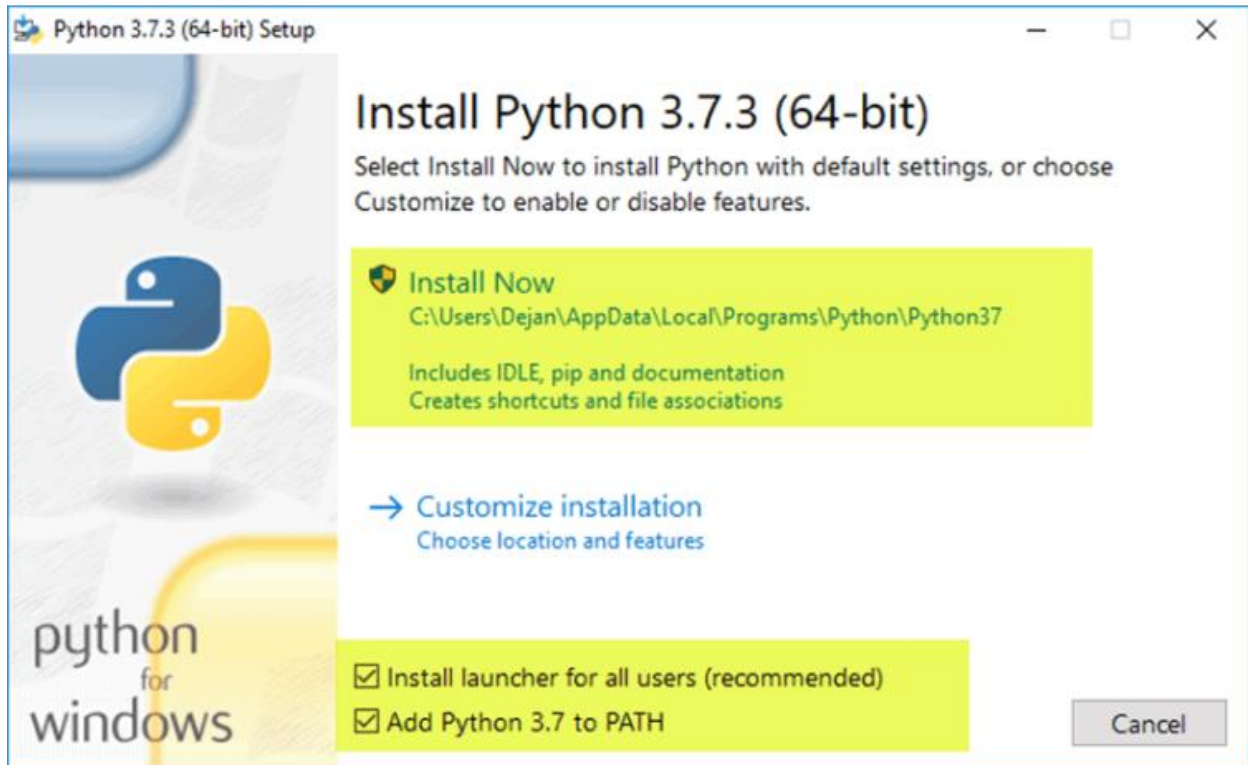 Python 3.7.3 (64-bit) Setup
Install Python 3.7.3 (64-bit)
Select Install Now to install Python with default settings, or choose
Customize to enable or disable features.
Install Now
C:\Users\Dejan\AppData\Local\Programs\Python\Python37
Includes IDLE, pip and documentation
Creates shortcuts and file associations
Customize installation
Choose location and features
python
for
windows
Install launcher for all users (recommended)
Add Python 3.7 to PATH
Cancel